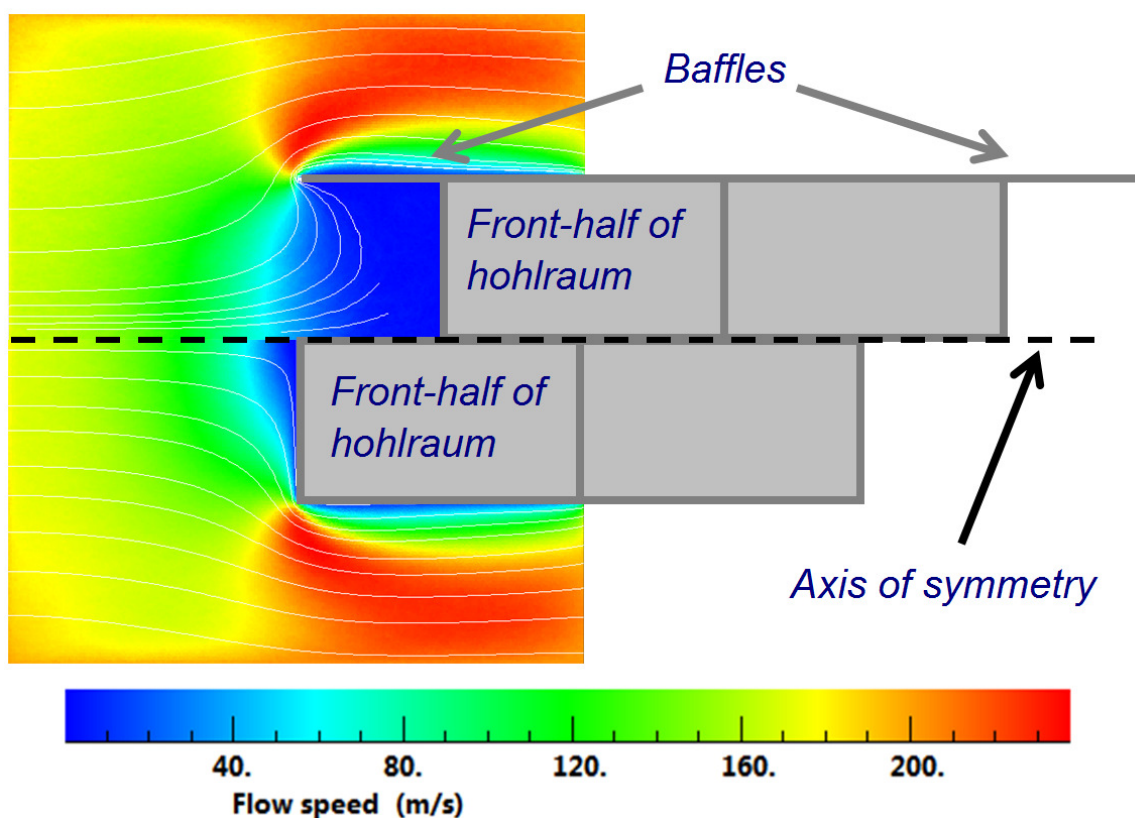 Baffles
Front-half of
hohlraum
Front-half of
hohlraum
Axis of symmetry
40. 80. 120. 160. 200.
Flow speed (m/s)